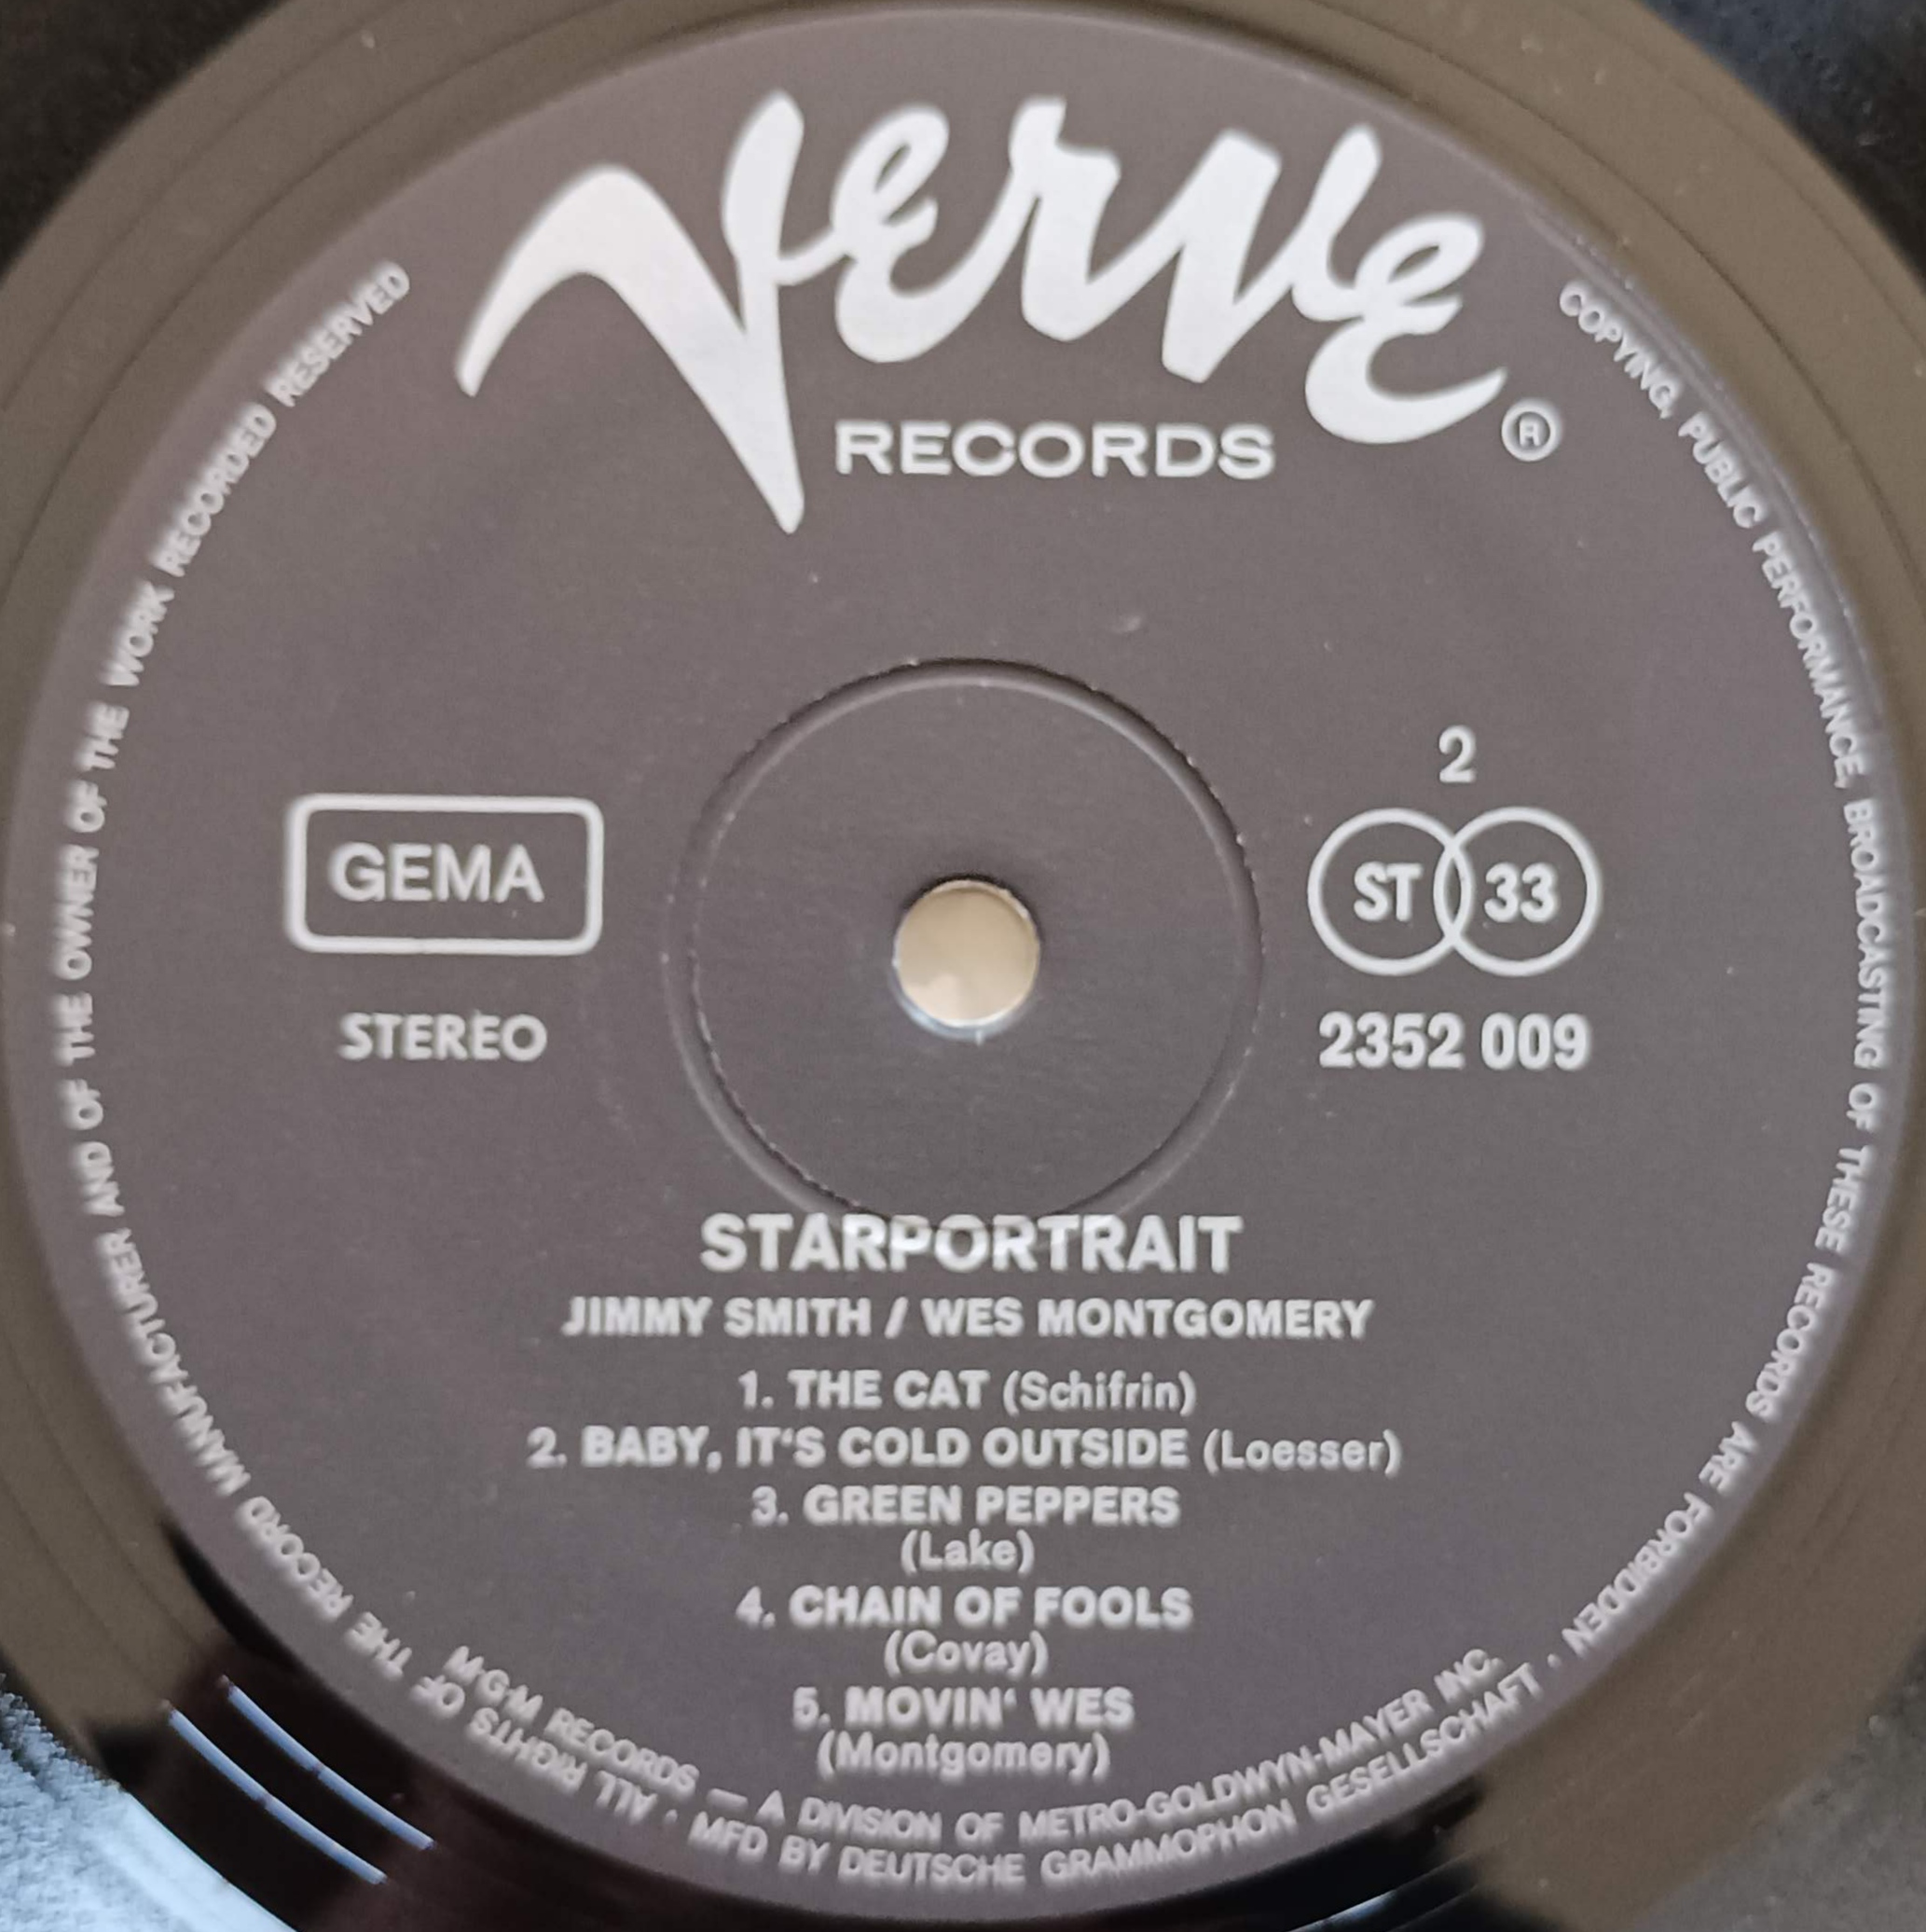 Verve
RECORDS ®
GEMA
STEREO
2
ST 33
2352 009
STARPORTRAIT
JIMMY SMITH / WES MONTGOMERY
1. THE CAT (Schifrin)
2. BABY, IT‘S COLD OUTSIDE (Loesser)
3. GREEN PEPPERS
(Lake)
4. CHAIN OF FOOLS
(Covay)
5. MOVIN‘ WES
(Montgomery)
M·G·M RECORDS — A DIVISION OF METRO-GOLDWYN-MAYER INC.
MFD BY DEUTSCHE GRAMMOPHON GESELLSCHAFT · ALL RIGHTS OF THE RECORD MANUFACTURER AND OF THE OWNER OF THE WORK RECORDED RESERVED
COPYING, PUBLIC PERFORMANCE, BROADCASTING OF THESE RECORDS ARE FORBIDDEN ·